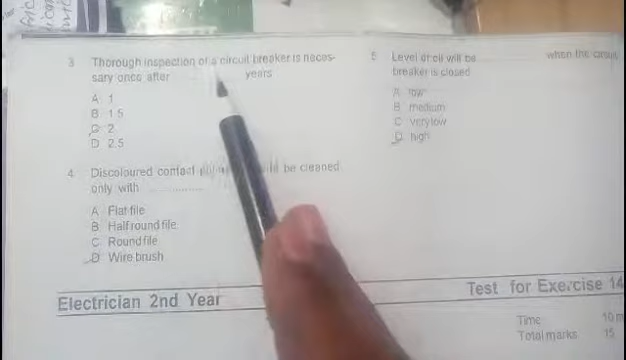 3 Thorough inspection of a circuit breaker is neces-
sary once after ............ years
A 1
B 1.5
C 2
D 2.5
4 Discoloured contact be cleaned
only with ............
A Flat file
B Half round file
C Round file
D Wire brush
5 Level of oil will be ............ when the circuit
breaker is closed
A low
B medium
C very low
D high
Electrician 2nd Year
Test for Exercise 14
Time 10 m
Total marks 15